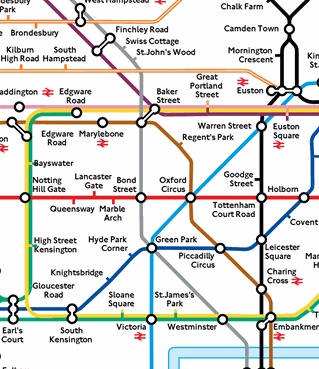 West Hampstead
Park
Brondesbury
Finchley Road
Swiss Cottage
St.John's Wood
Chalk Farm
Camden Town
Kilburn
High Road
South
Hampstead
Mornington
Crescent
Euston
Edgware
Road
Baker
Street
Great
Portland
Street
Edgware
Road
Marylebone
Warren Street
Regent's Park
Euston
Square
Bayswater
Notting
Hill Gate
Lancaster
Gate
Bond
Street
Oxford
Circus
Goodge
Street
Holborn
Queensway
Marble
Arch
Tottenham
Court Road
Covent
High Street
Kensington
Hyde Park
Corner
Green Park
Piccadilly
Circus
Leicester
Square
Knightsbridge
Charing
Cross
Gloucester
Road
Sloane
Square
St.James's
Park
Earl's
Court
South
Kensington
Victoria
Westminster
Embankment